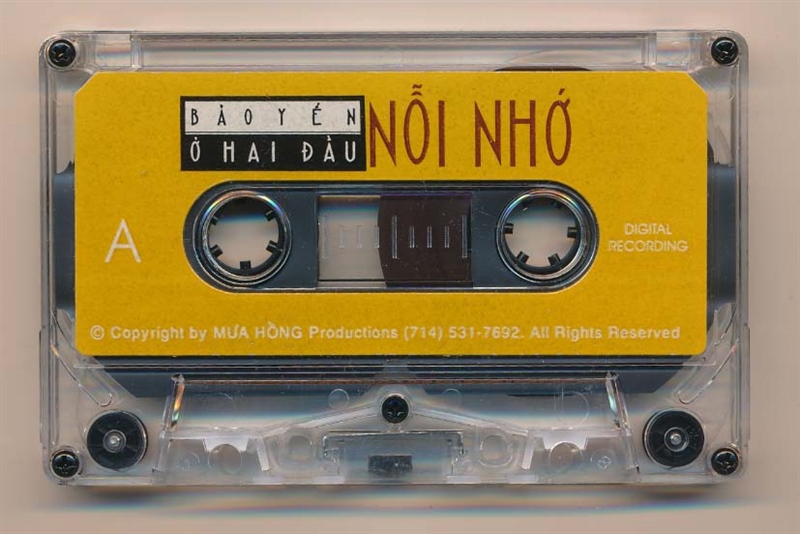 BẢO YẾN
Ở HAI ĐẦU NỖI NHỚ
A
DIGITAL
RECORDING
© Copyright by MƯA HỒNG Productions (714) 531-7692. All Rights Reserved